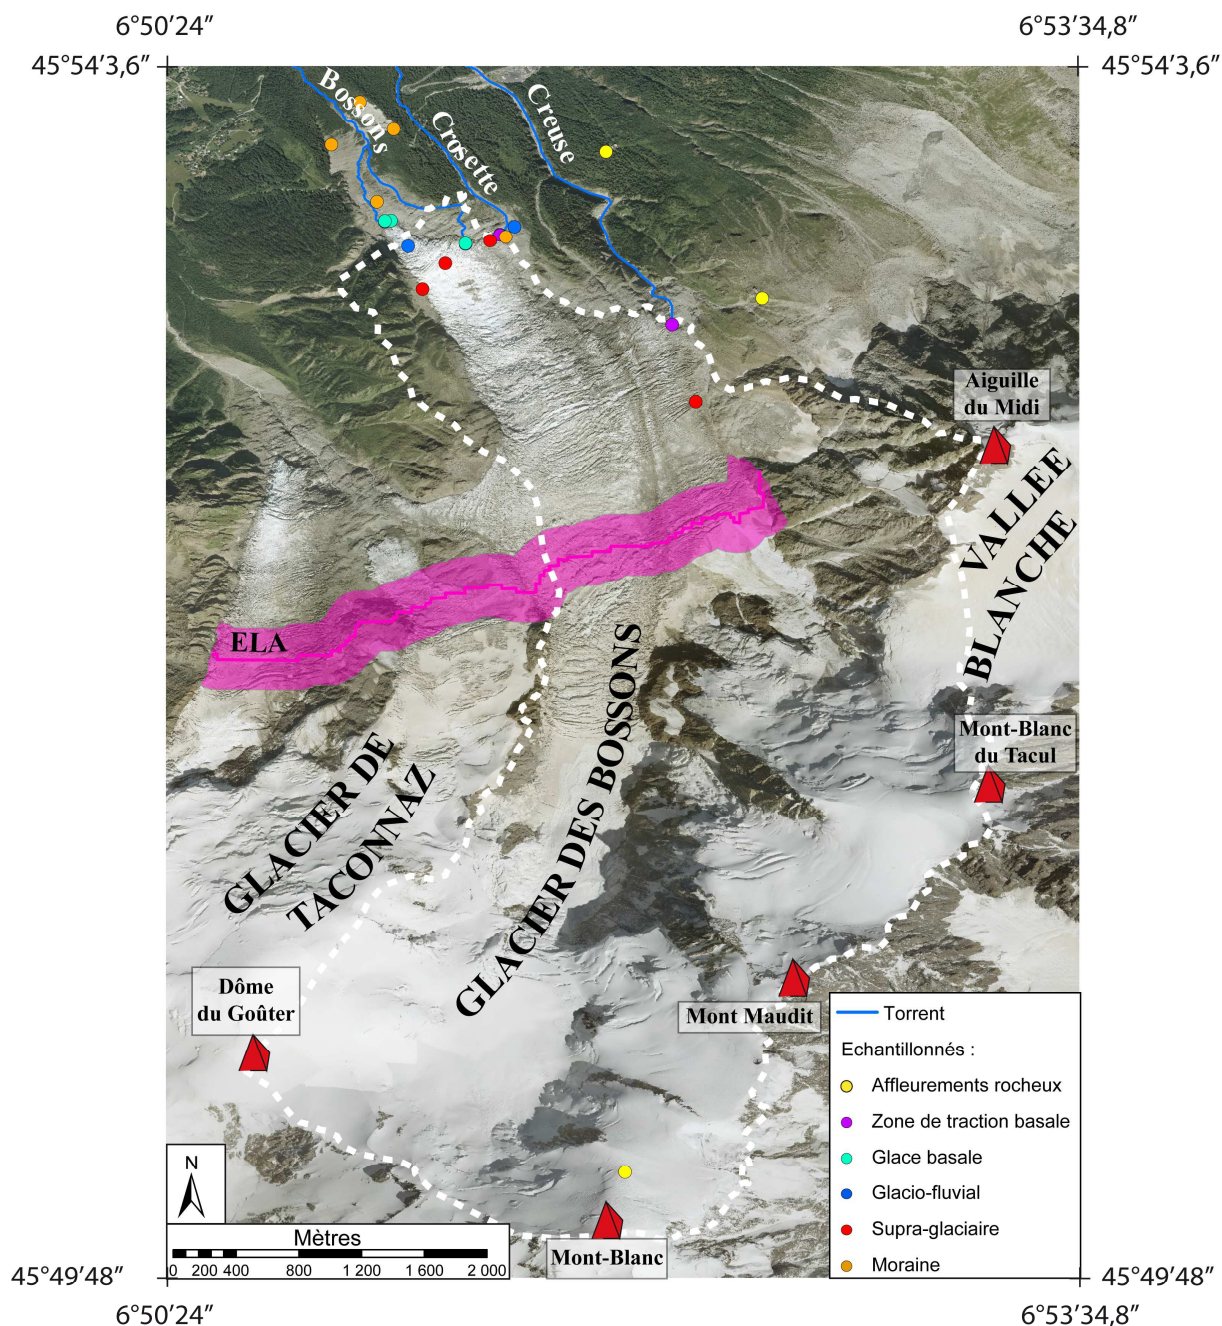 6°50′24″
6°53′34,8″
45°54′3,6″
45°54′3,6″
Bossons
Crosette
Creuse
Aiguille
du Midi
VALLEE
BLANCHE
ELA
Mont-Blanc
du Tacul
GLACIER DE
TACONNAZ
GLACIER DES BOSSONS
Dôme
du Goûter
Mont Maudit
Torrent
Echantillonnés :
Affleurements rocheux
Zone de traction basale
Glace basale
Glacio-fluvial
Supra-glaciaire
Moraine
N
Mètres
0 200 400 800 1 200 1 600 2 000
Mont-Blanc
45°49′48″
45°49′48″
6°50′24″
6°53′34,8″